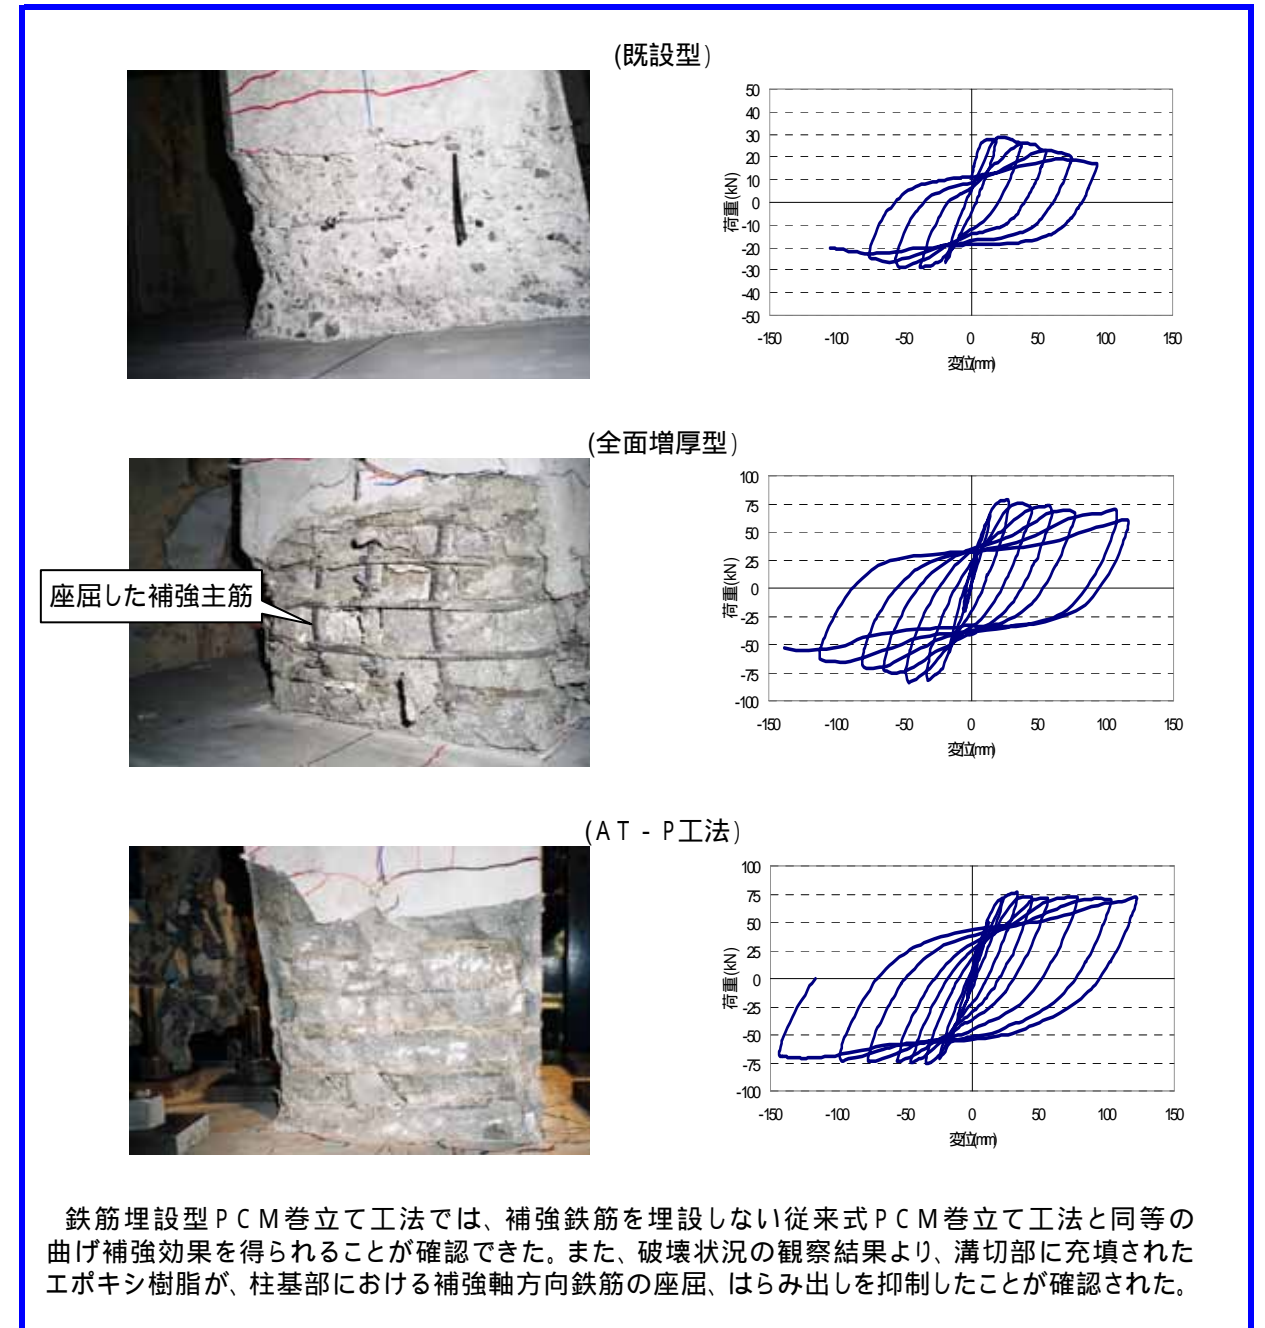 (既設型)
50
40
30
20
10
0
-10
-20
-30
-40
-50
荷重(kN)
-150 -100 -50 0 50 100 150
変位(mm)
(全面増厚型)
座屈した補強主筋
100
75
50
25
0
-25
-50
-75
-100
荷重(kN)
-150 -100 -50 0 50 100 150
変位(mm)
(AT-P工法)
100
75
50
25
0
-25
-50
-75
-100
荷重(kN)
-150 -100 -50 0 50 100 150
変位(mm)
鉄筋埋設型PCM巻立て工法では、補強鉄筋を埋設しない従来式PCM巻立て工法と同等の
曲げ補強効果を得られることが確認できた。また、破壊状況の観察結果より、溝切部に充填された
エポキシ樹脂が、柱基部における補強軸方向鉄筋の座屈、はらみ出しを抑制したことが確認された。